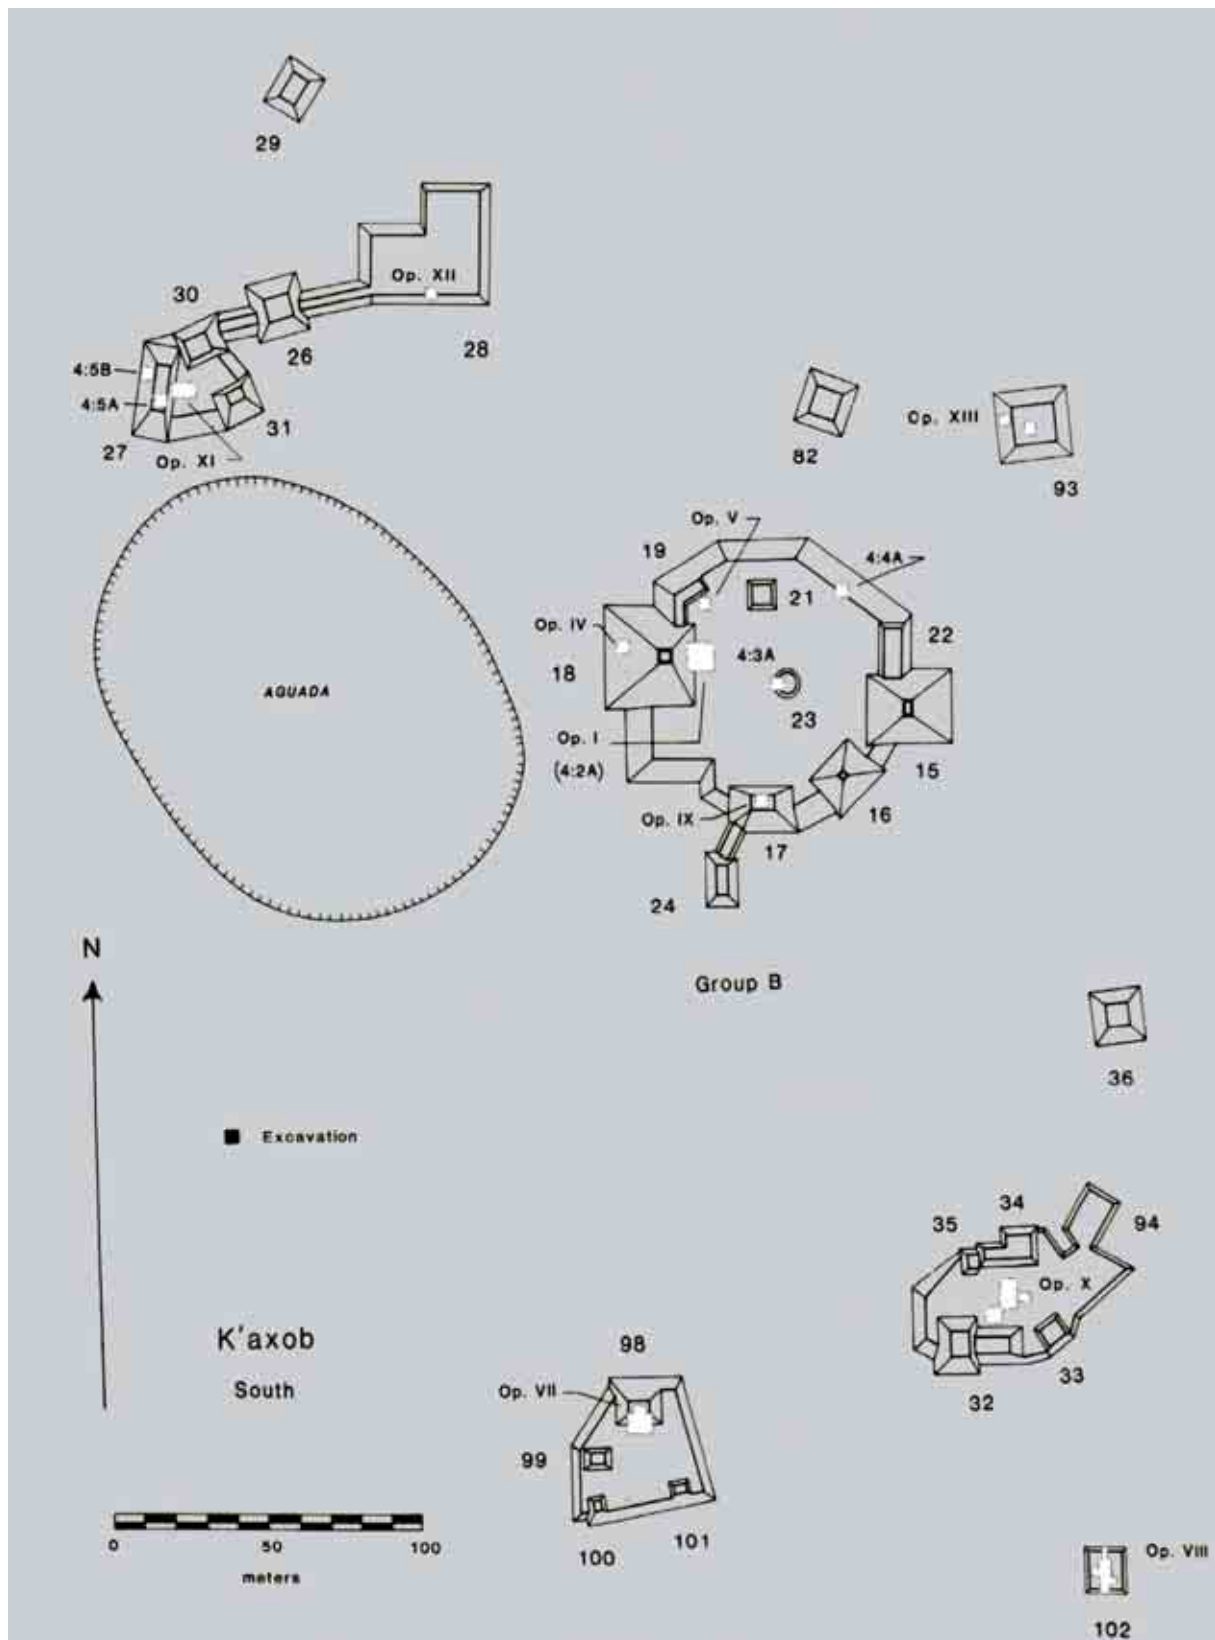 29
Op. XII
30
28
26
4:5B
4:5A
31
27
Op. XI
82
Op. XIII
93
Op. V
19
4:4A
21
Op. IV
22
18
4:3A
AGUADA
23
Op. I
(4:2A)
15
16
Op. IX
17
24
N
Group B
36
Excavation
34
35
94
Op. X
K'axob
98
South
Op. VII
33
32
99
0
50
100
meters
101
100
Op. VIII
102